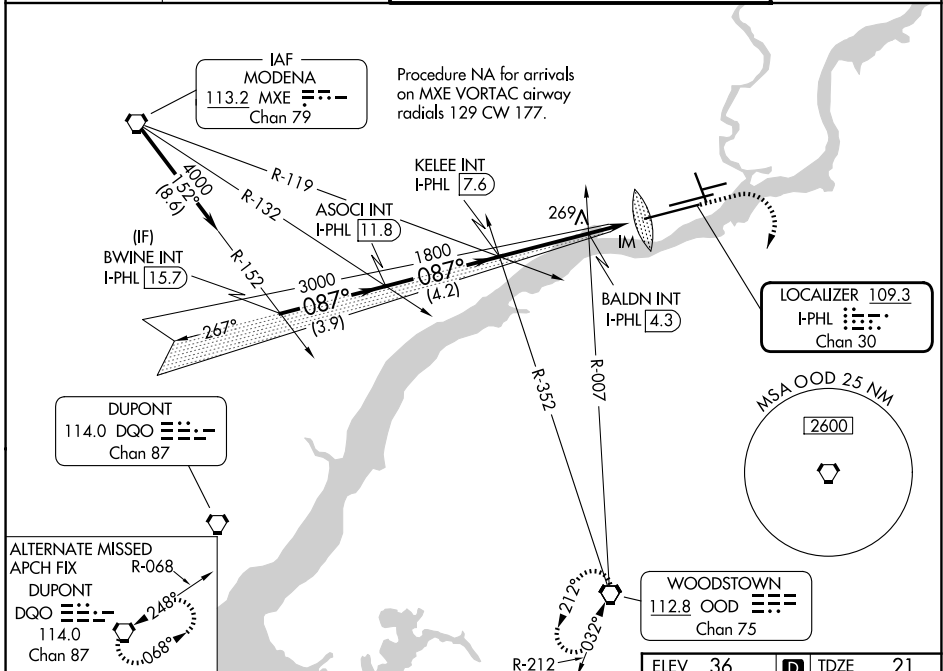 IAF
MODENA
113.2 MXE
Chan 79
Procedure NA for arrivals
on MXE VORTAC airway
radials 129 CW 177.
4000
152°
(8.6)
R-119
R-132
R-152
KELEE INT
I-PHL 7.6
ASOCI INT
I-PHL 11.8
(IF)
BWINE INT
I-PHL 15.7
269
IM
1800
087°
(4.2)
3000
087°
(3.9)
267°
BALDN INT
I-PHL 4.3
LOCALIZER 109.3
I-PHL
Chan 30
R-352
R-007
MSA OOD 25 NM
2600
DUPONT
114.0 DQO
Chan 87
ALTERNATE MISSED
APCH FIX
DUPONT
DQO
114.0
Chan 87
R-068
248°
068°
WOODSTOWN
112.8 OOD
Chan 75
212°
032°
R-212
ELEV 36
D
TDZE 21